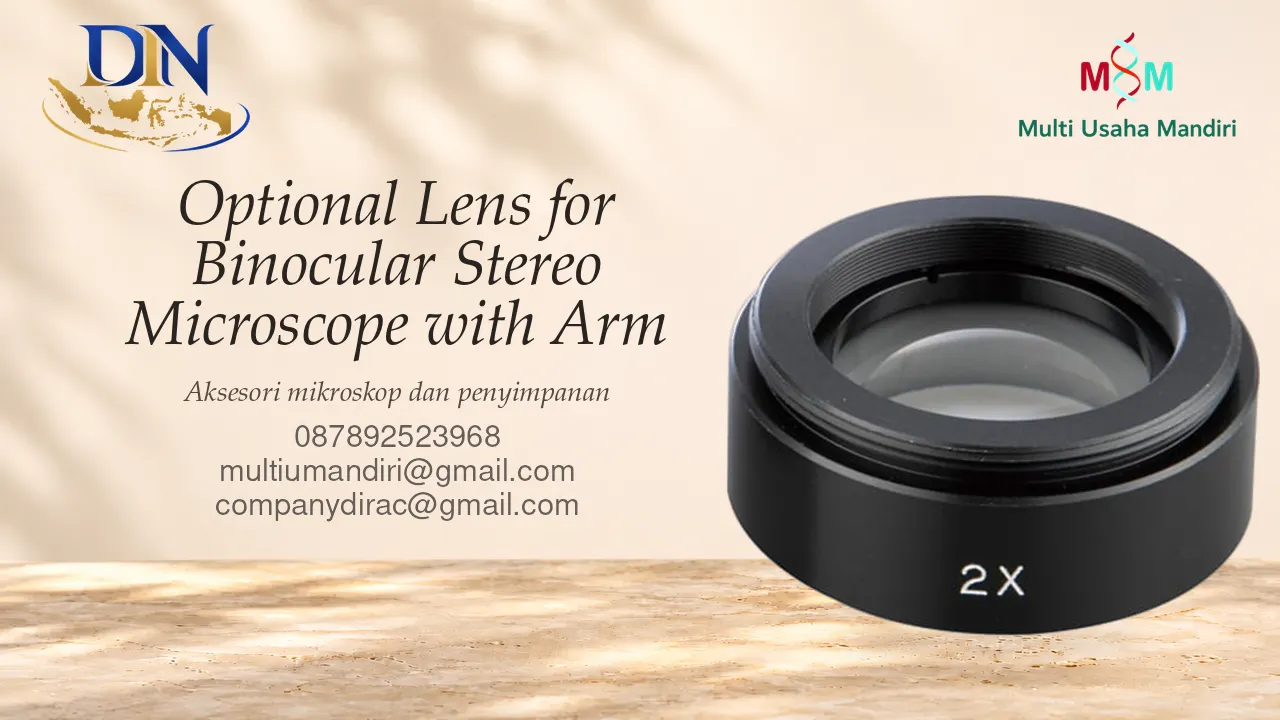 DIN
M M
Multi Usaha Mandiri
Optional Lens for
Binocular Stereo
Microscope with Arm
Aksesori mikroskop dan penyimpanan
087892523968
multiumandiri@gmail.com
companydirac@gmail.com
2X